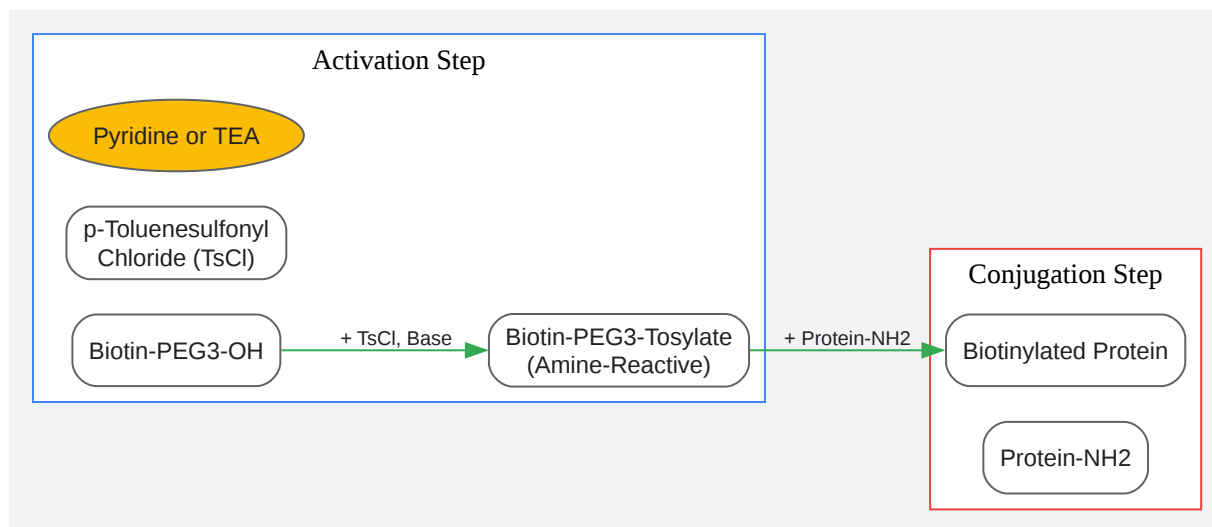 Activation Step
Pyridine or TEA
p-Toluenesulfonyl
Chloride (TsCl)
Biotin-PEG3-OH
+ TsCl, Base
Biotin-PEG3-Tosylate
(Amine-Reactive)
+ Protein-NH2
Conjugation Step
Biotinylated Protein
Protein-NH2